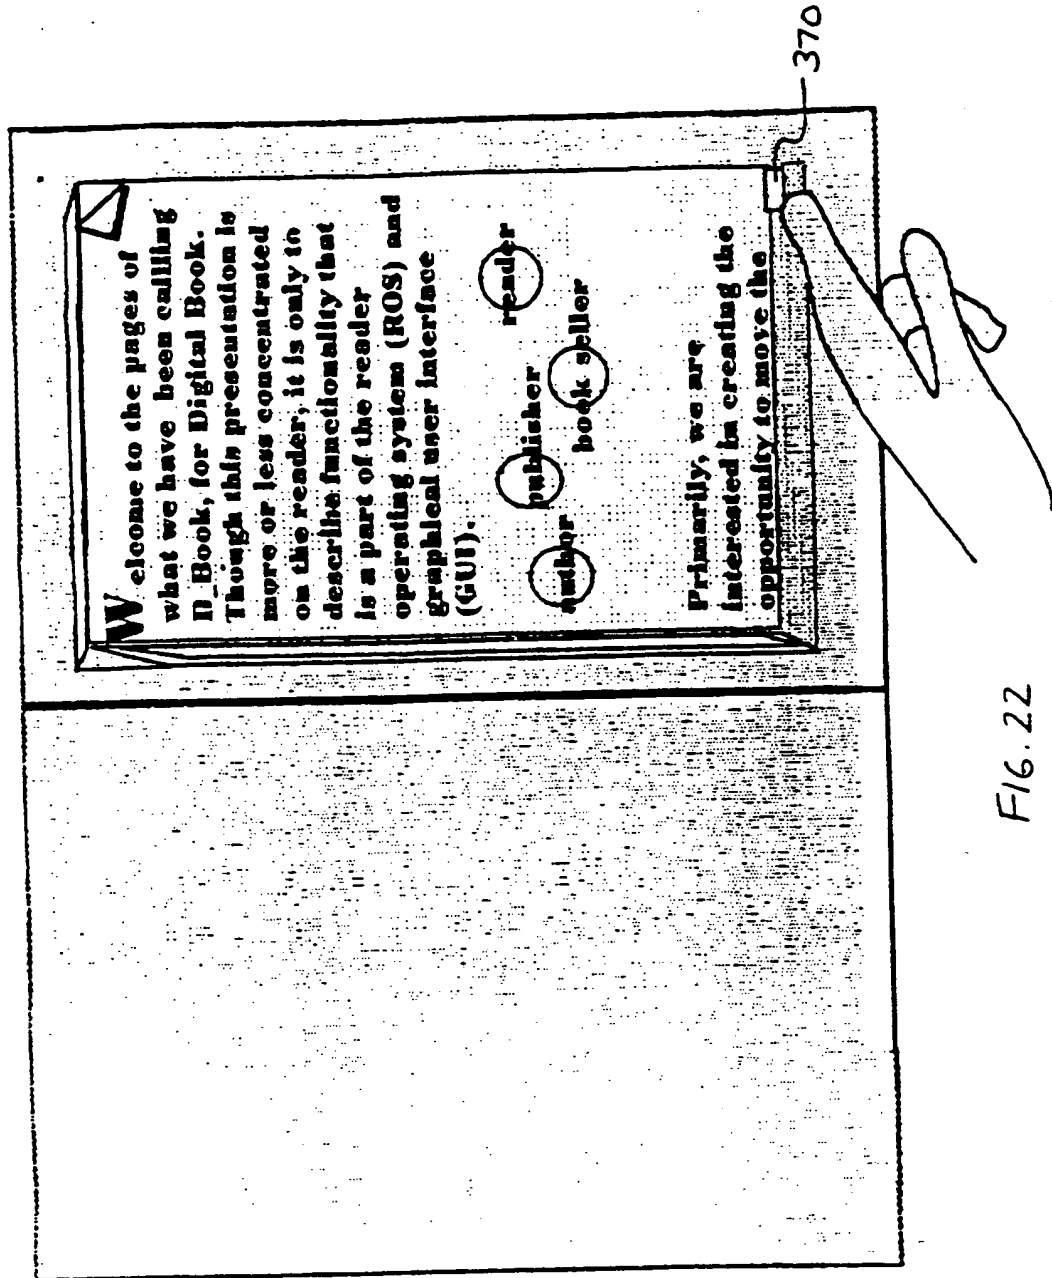 Welcome to the pages of
what we have been calling
D_Book, for Digital Book.
Though this presentation is
more or less concentrated
on the reader, it is only to
describe functionality that
is a part of the reader
operating system (ROS) and
graphical user interface
(GUI).
author
publisher
book seller
reader
Primarily, we are
interested in creating the
opportunity to move the
370
FIG. 22